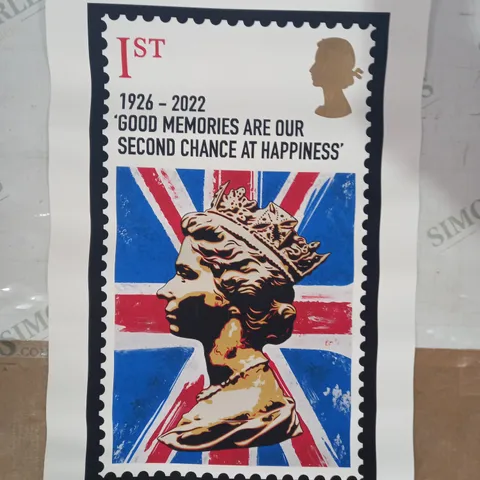 1ST
1926 - 2022
'GOOD MEMORIES ARE OUR
SECOND CHANCE AT HAPPINESS'